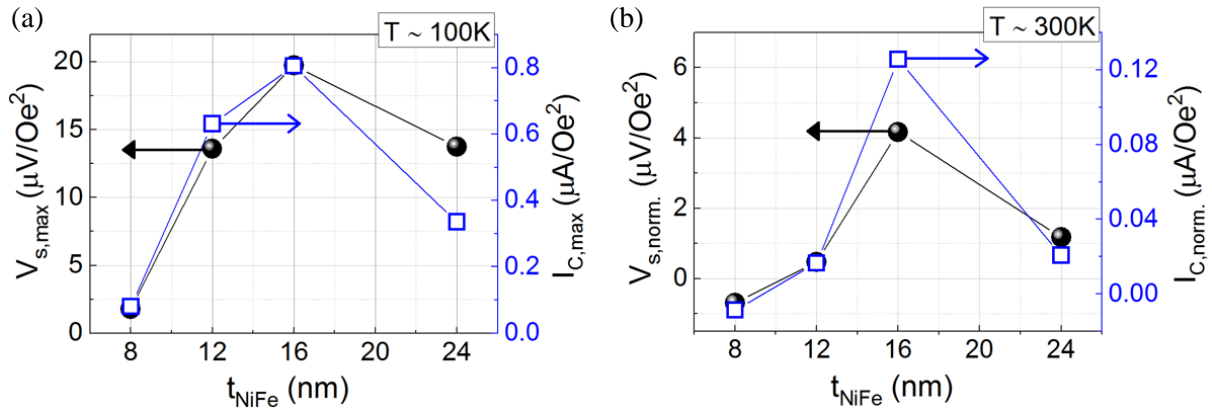 (a)
T ~ 100K
V_s,max (μV/Oe²)
20
15
10
5
0
I_C,max (μA/Oe²)
0.8
0.6
0.4
0.2
0.0
8 12 16 20 24
t_NiFe (nm)
(b)
T ~ 300K
V_s,norm. (μV/Oe²)
6
4
2
0
I_C,norm. (μA/Oe²)
0.12
0.08
0.04
0.00
8 12 16 20 24
t_NiFe (nm)